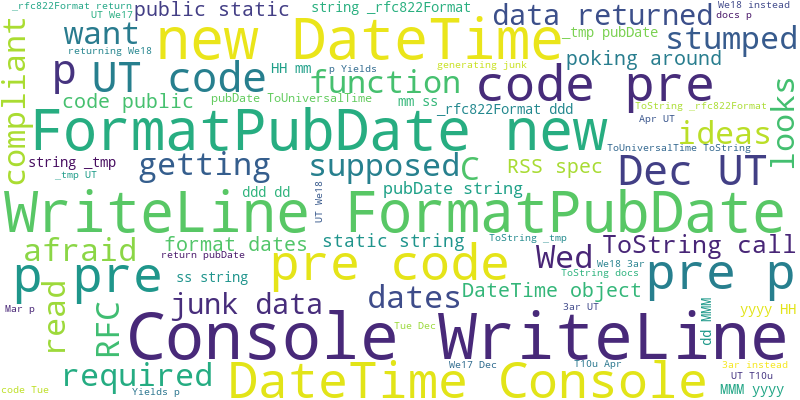 _rfc822Format return
UT We17
public static
string _rfc822Format
data returned
We18 instead
docs p
want
returning We18
new DateTime
_tmp pubDate
stumped
p
UT code
HH mm
p Yields
generating junk
poking around
compliant
function
code pre
code public
pubDate ToUniversalTime
mm ss
_rfc822Format ddd
ToString _rfc822Format
looks
FormatPubDate new
Apr UT
ideas
string _tmp
getting
supposed
C
RSS spec
Dec UT
ToUniversalTime ToString
_tmp UT
ddd dd
UT We18
pubDate string
WriteLine FormatPubDate
afraid
format dates
static string
ToString _tmp
Wed
ToString call
return pubDate
p pre
ss string
pre code
We18 3ar
ToString docs
pre p
read
RFC
junk data
dates
DateTime object
Mar p
3ar UT
yyyy HH
Console WriteLine
Tue Dec
dd MMM
required
We17 Dec
T10u Apr
3ar instead
UT T10u
code Tue
Yields p
DateTime Console
MMM yyyy